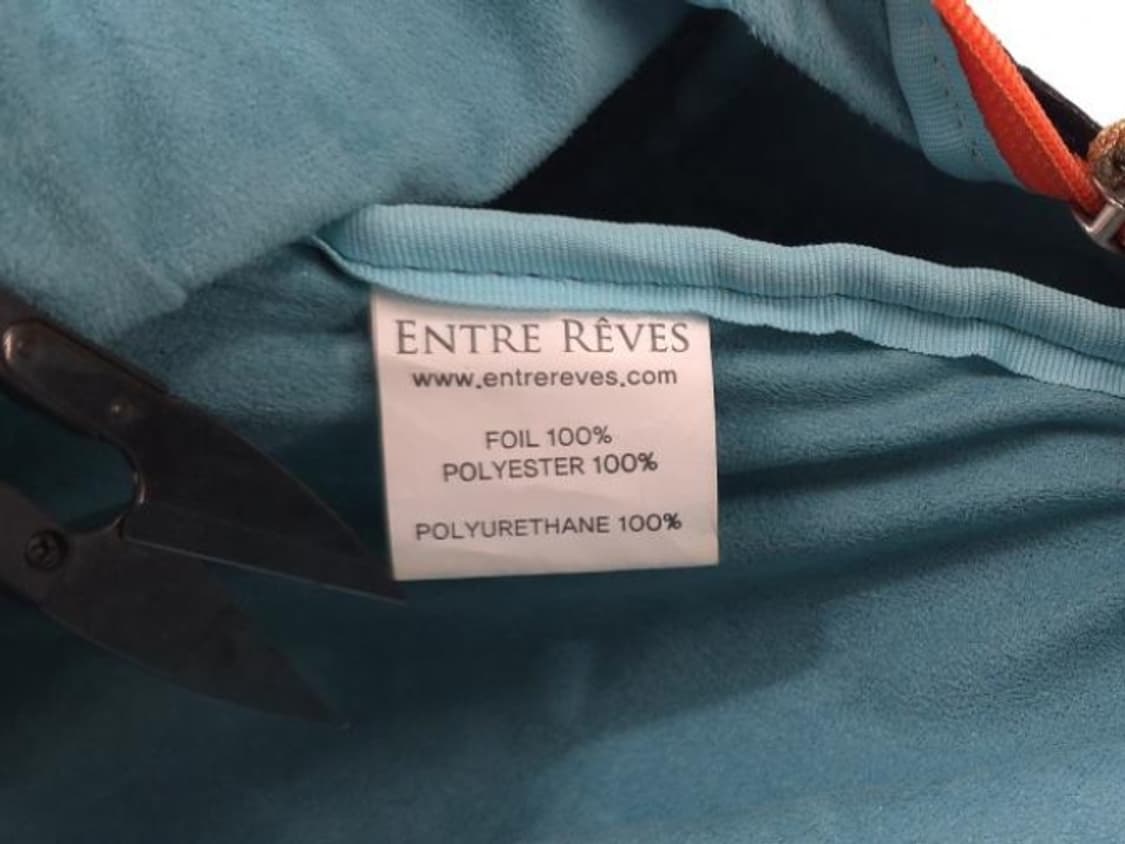 ENTRE RÊVES
www.entrereves.com
FOIL 100%
POLYESTER 100%
POLYURETHANE 100%